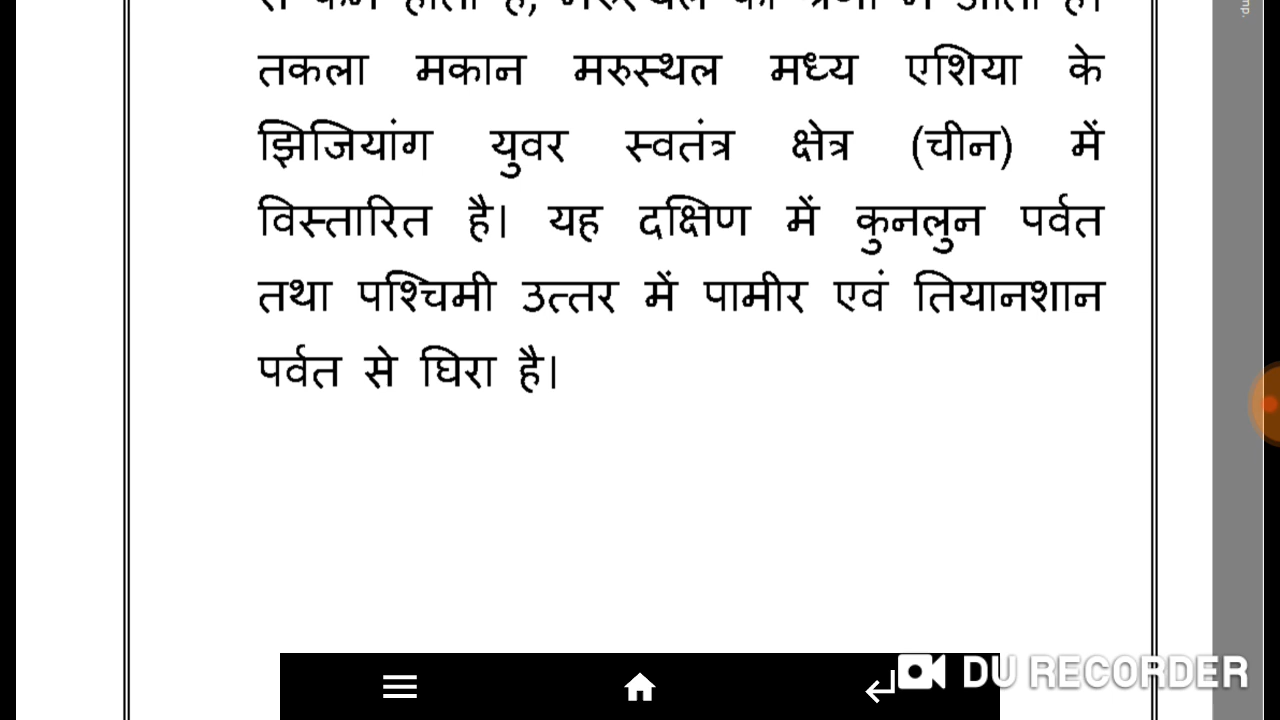 तकला मकान मरुस्थल मध्य एशिया के
झिजियांग युवर स्वतंत्र क्षेत्र (चीन) में
विस्तारित है। यह दक्षिण में कुनलुन पर्वत
तथा पश्चिमी उत्तर में पामीर एवं तियानशान
पर्वत से घिरा है।
DU RECORDER